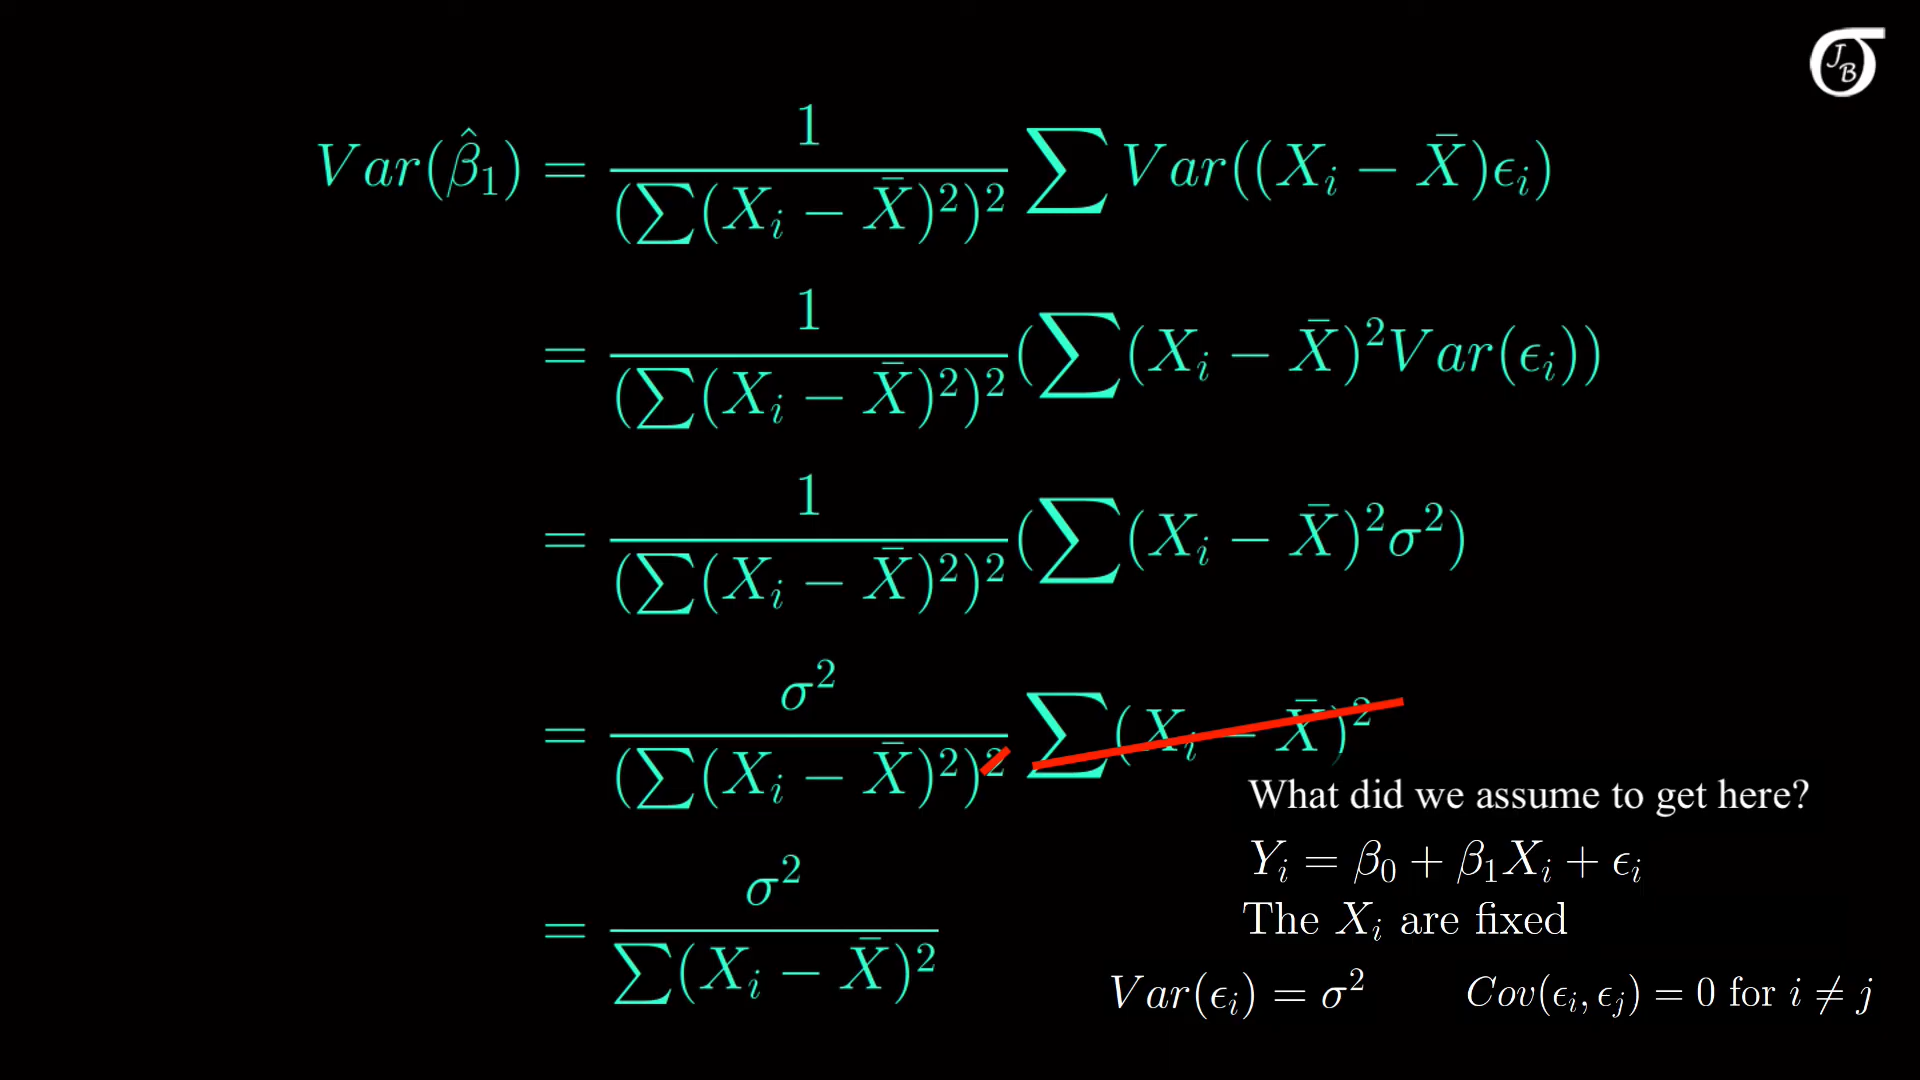 JB
Var(β̂₁) = 1 / (∑(Xᵢ − X̄)²)² ∑ Var((Xᵢ − X̄)ϵᵢ)
= 1 / (∑(Xᵢ − X̄)²)² (∑(Xᵢ − X̄)²Var(ϵᵢ))
= 1 / (∑(Xᵢ − X̄)²)² (∑(Xᵢ − X̄)²σ²)
= σ² / (∑(Xᵢ − X̄)²)² ∑(Xᵢ − X̄)²
What did we assume to get here?
Yᵢ = β₀ + β₁Xᵢ + ϵᵢ
The Xᵢ are fixed
= σ² / ∑(Xᵢ − X̄)²
Var(ϵᵢ) = σ² Cov(ϵᵢ, ϵⱼ) = 0 for i ≠ j